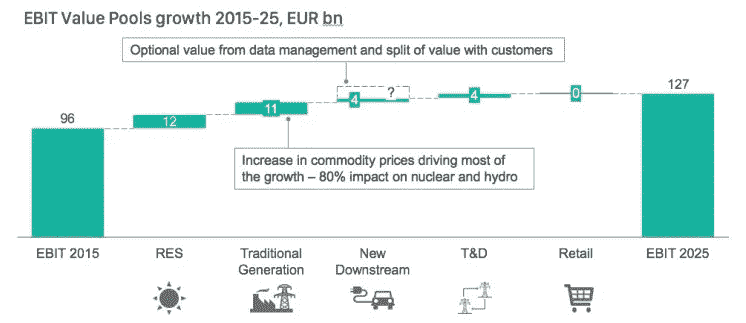 EBIT Value Pools growth 2015-25, EUR bn
Optional value from data management and split of value with customers
96
12
11
4
?
4
0
127
Increase in commodity prices driving most of
the growth – 80% impact on nuclear and hydro
EBIT 2015
RES
Traditional
Generation
New
Downstream
T&D
Retail
EBIT 2025